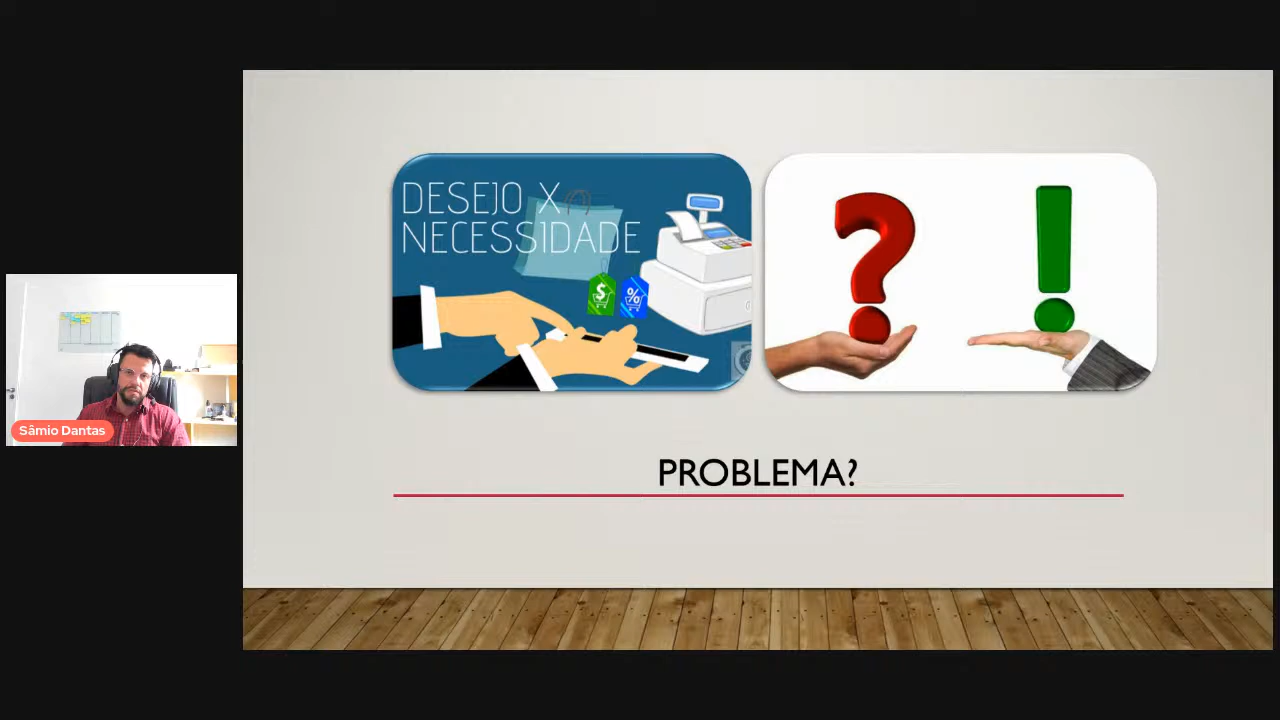 DESEJO X
NECESSIDADE
$
%
PROBLEMA?
Sâmio Dantas